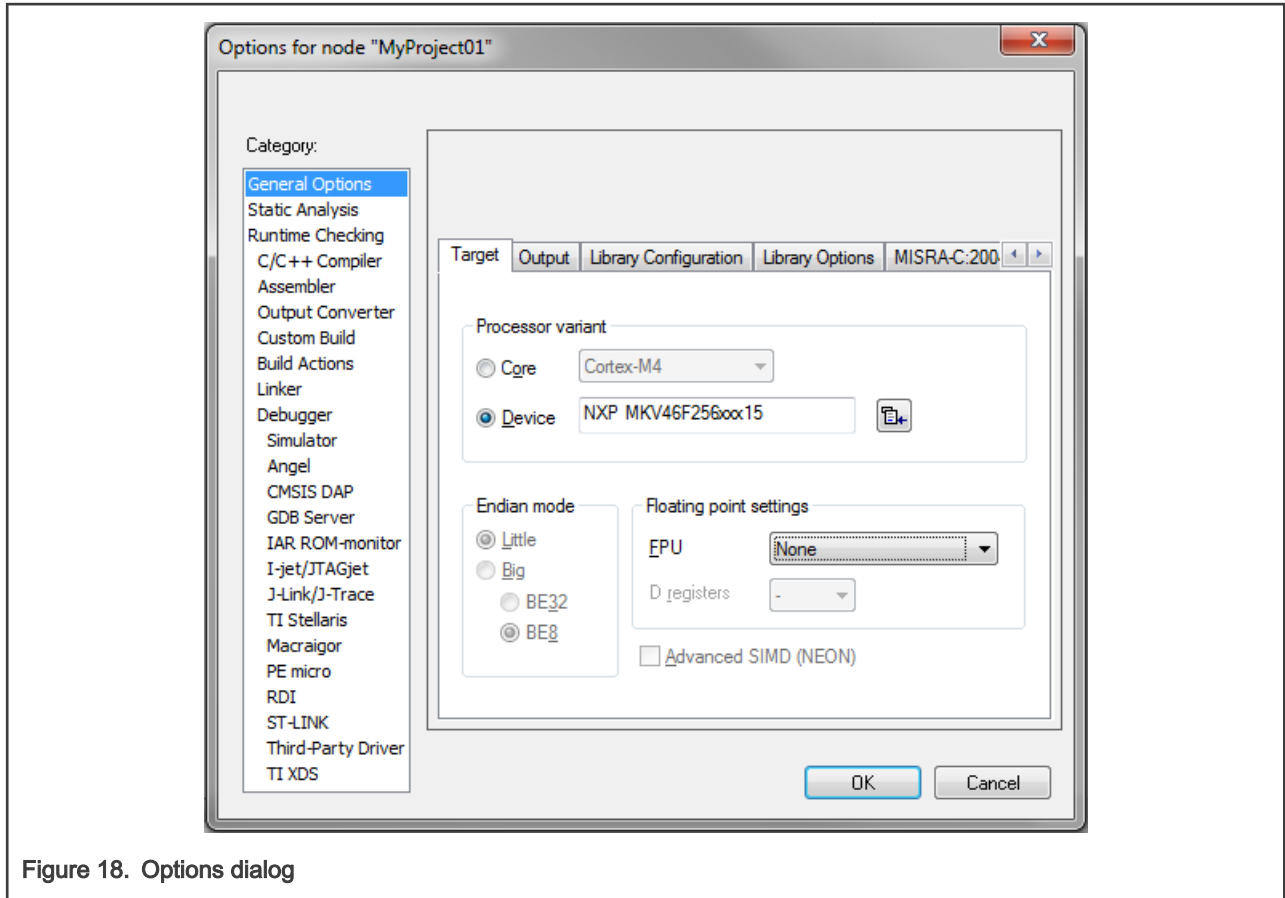 Options for node "MyProject01"
Category:
General Options
Static Analysis
Runtime Checking
C/C++ Compiler
Assembler
Output Converter
Custom Build
Build Actions
Linker
Debugger
Simulator
Angel
CMSIS DAP
GDB Server
IAR ROM-monitor
I-jet/JTAGjet
J-Link/J-Trace
TI Stellaris
Macraigor
PE micro
RDI
ST-LINK
Third-Party Driver
TI XDS
Target Output Library Configuration Library Options MISRA-C:200
Processor variant
Core Cortex-M4
Device NXP MKV46F256xxx15
Endian mode
Little
Big
BE32
BE8
Floating point settings
FPU None
D registers -
Advanced SIMD (NEON)
OK Cancel
Figure 18. Options dialog